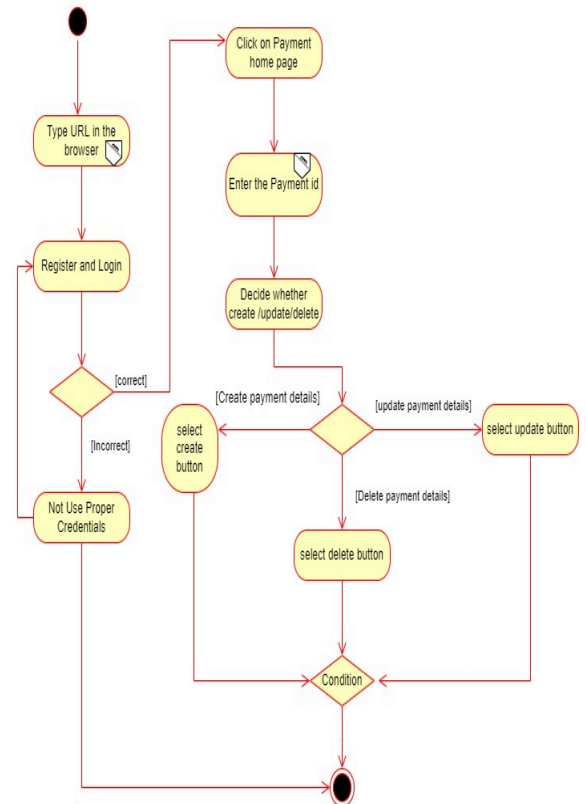 Type URL in the
browser
Register and Login
[correct]
[Incorrect]
Not Use Proper
Credentials
Click on Payment
home page
Enter the Payment id
Decide whether
create /update/delete
[Create payment details]
[update payment details]
select
create
button
select update button
[Delete payment details]
select delete button
Condition